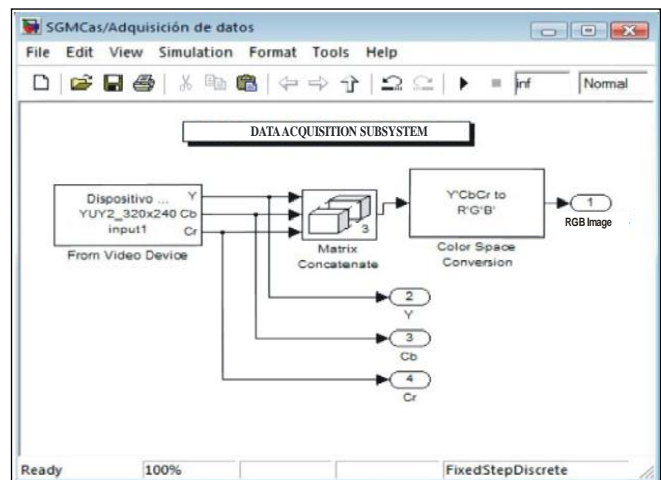 SGMCas/Adquisición de datos
File Edit View Simulation Format Tools Help
inf Normal
DATA ACQUISITION SUBSYSTEM
Dispositivo ... Y
YUY2_320x240 Cb
input1 Cr
From Video Device
3
Matrix
Concatenate
Y'CbCr to
R'G'B'
Color Space
Conversion
1
RGB Image
2
Y
3
Cb
4
Cr
Ready 100% FixedStepDiscrete